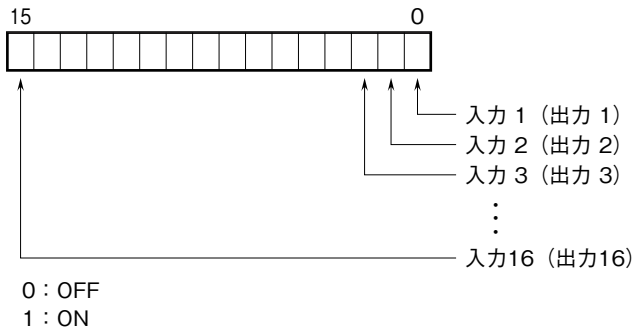 15 0
入力 1（出力 1）
入力 2（出力 2）
入力 3（出力 3）
⋮
入力16（出力16）
0：OFF
1：ON